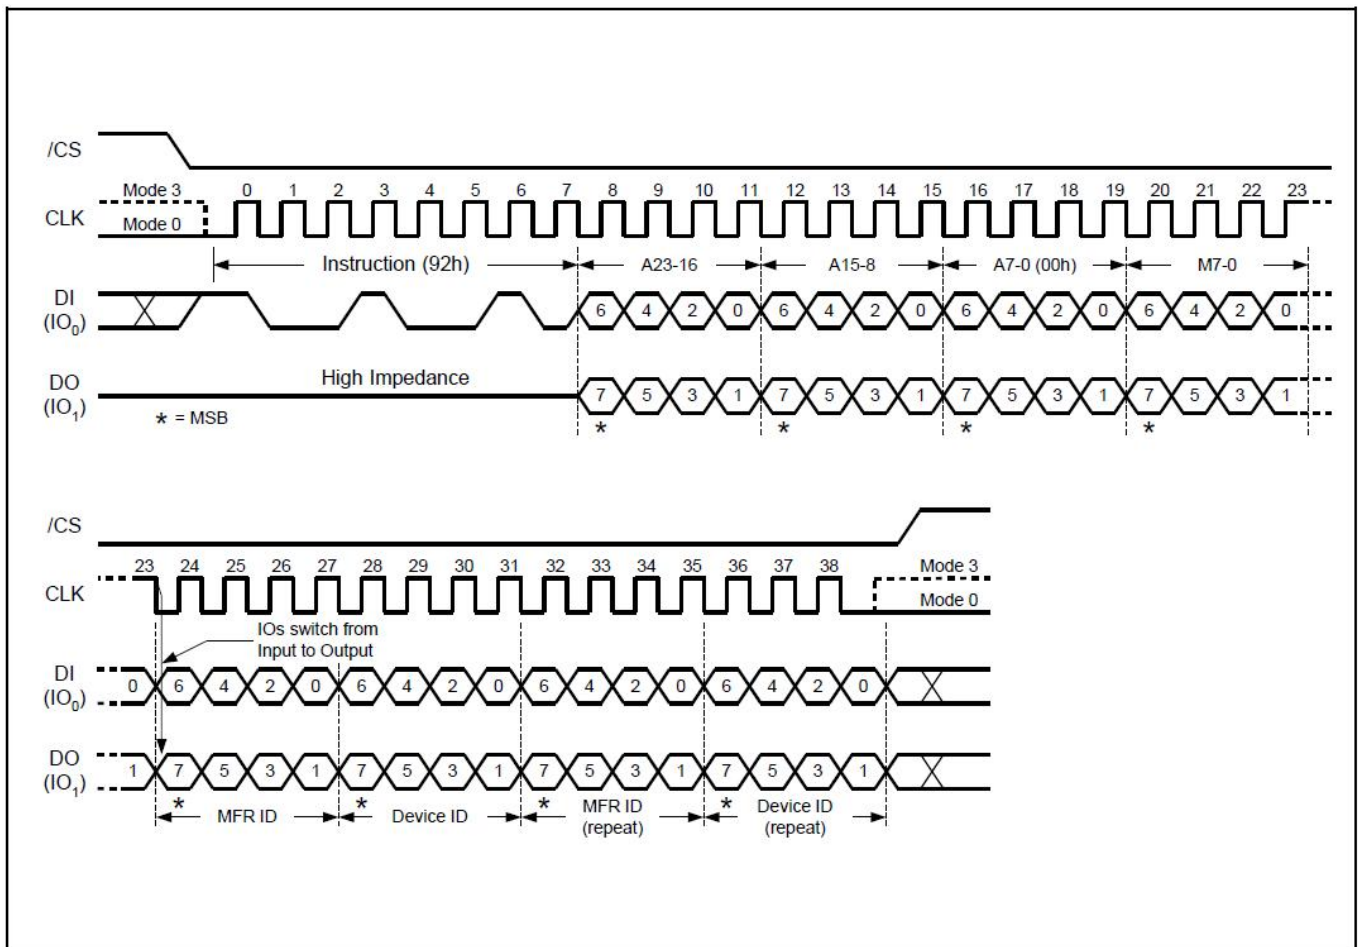 /CS
Mode 3 0 1 2 3 4 5 6 7 8 9 10 11 12 13 14 15 16 17 18 19 20 21 22 23
CLK
Mode 0
Instruction (92h) A23-16 A15-8 A7-0 (00h) M7-0
DI
(IO0) 6 4 2 0 6 4 2 0 6 4 2 0 6 4 2 0
High Impedance
DO
(IO1) 7 5 3 1 7 5 3 1 7 5 3 1 7 5 3 1
* = MSB * * * *
/CS
23 24 25 26 27 28 29 30 31 32 33 34 35 36 37 38 Mode 3
CLK
Mode 0
IOs switch from
Input to Output
DI
(IO0) 0 6 4 2 0 6 4 2 0 6 4 2 0 6 4 2 0
DO
(IO1) 1 7 5 3 1 7 5 3 1 7 5 3 1 7 5 3 1
* * * *
MFR ID Device ID MFR ID Device ID
(repeat) (repeat)